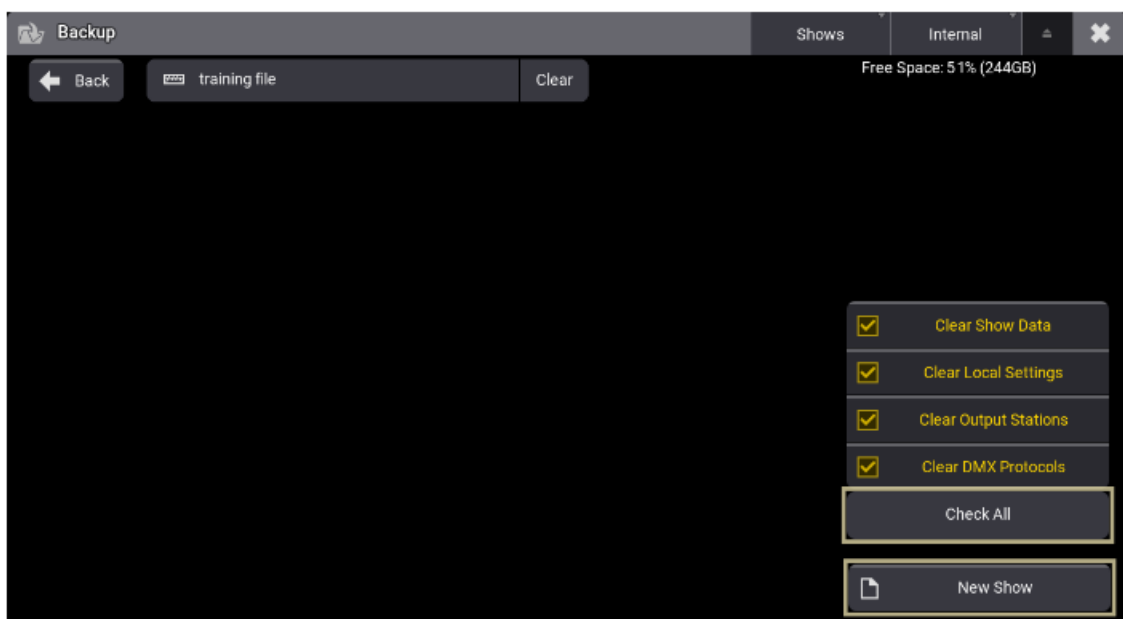 Backup
Shows
Internal
Back
training file
Clear
Free Space: 51% (244GB)
Clear Show Data
Clear Local Settings
Clear Output Stations
Clear DMX Protocols
Check All
New Show